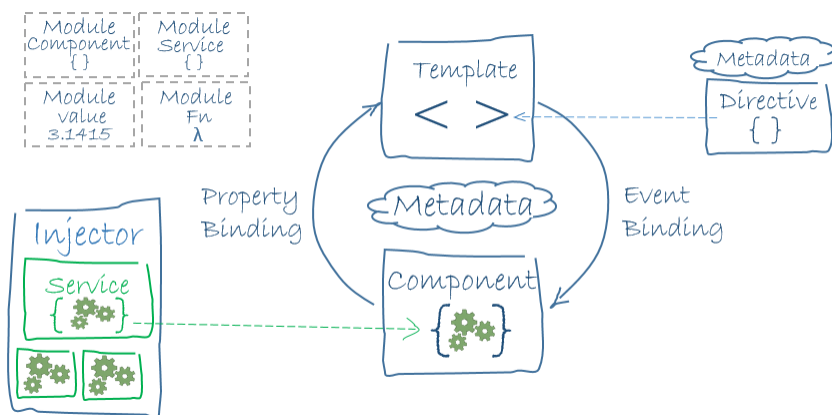 Module
Component
{ }
Module
Service
{ }
Module
value
3.1415
Module
Fn
λ
Template
< >
Metadata
Directive
{ }
Property
Binding
Metadata
Event
Binding
Injector
Service
{ }
Component
{ }